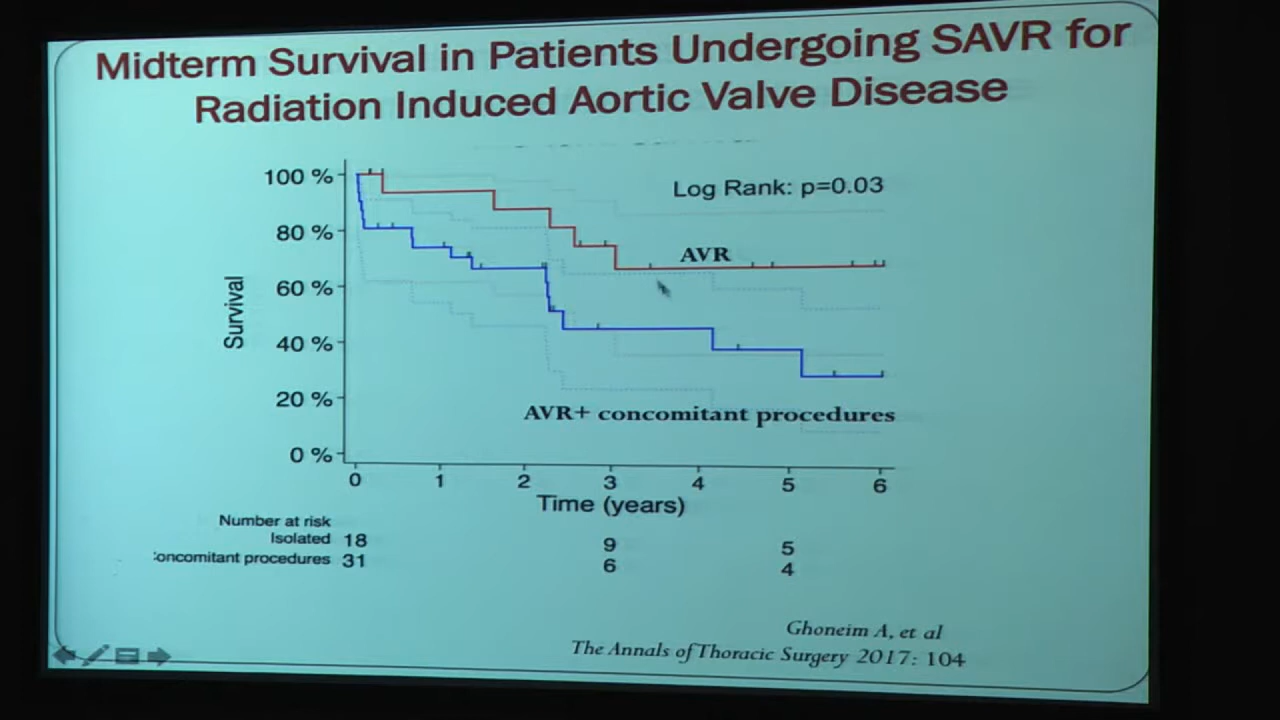 Midterm Survival in Patients Undergoing SAVR for
Radiation Induced Aortic Valve Disease
100 %
80 %
60 %
40 %
20 %
0 %
Survival
Log Rank: p=0.03
AVR
AVR+ concomitant procedures
0 1 2 3 4 5 6
Time (years)
Number at risk
Isolated 18 9 5
concomitant procedures 31 6 4
Ghoneim A, et al
The Annals of Thoracic Surgery 2017: 104